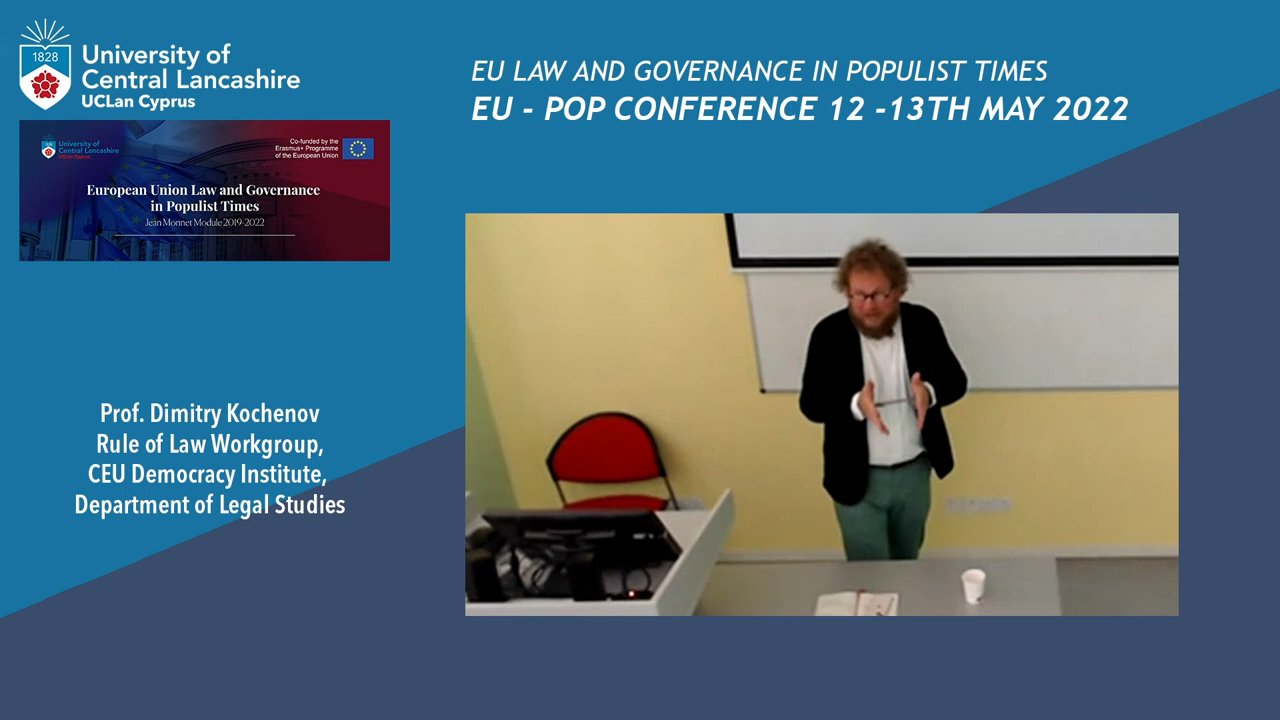 1828
University of
Central Lancashire
UCLan Cyprus
EU LAW AND GOVERNANCE IN POPULIST TIMES
EU - POP CONFERENCE 12 -13TH MAY 2022
University of
Central Lancashire
UCLan Cyprus
Co-funded by the
Erasmus+ Programme
of the European Union
European Union Law and Governance
in Populist Times
Jean Monnet Module 2019-2022
Prof. Dimitry Kochenov
Rule of Law Workgroup,
CEU Democracy Institute,
Department of Legal Studies